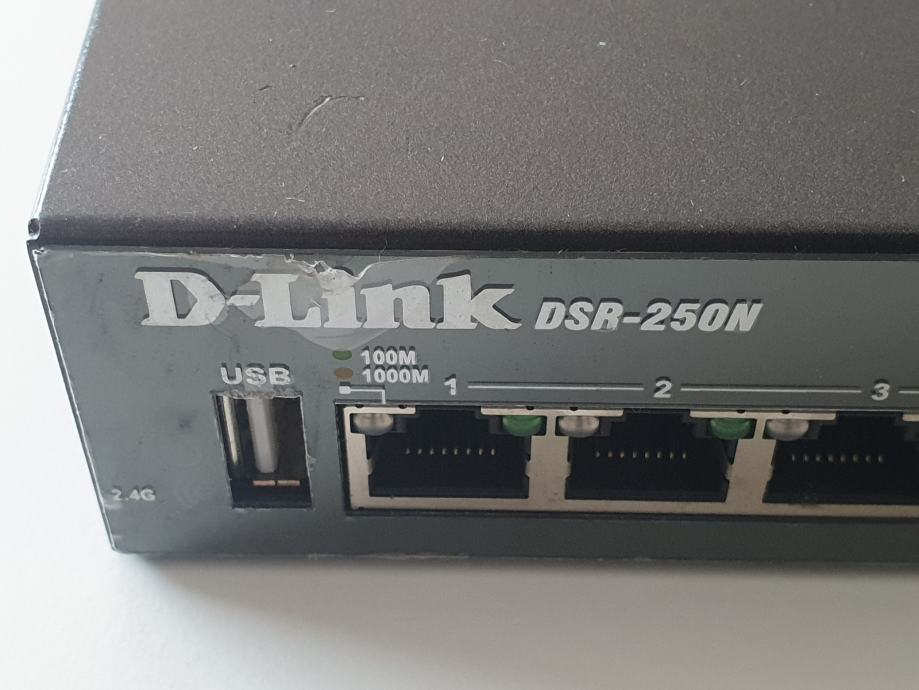 D-Link DSR-250N
100M
USB 1000M 1 2 3
2.4G